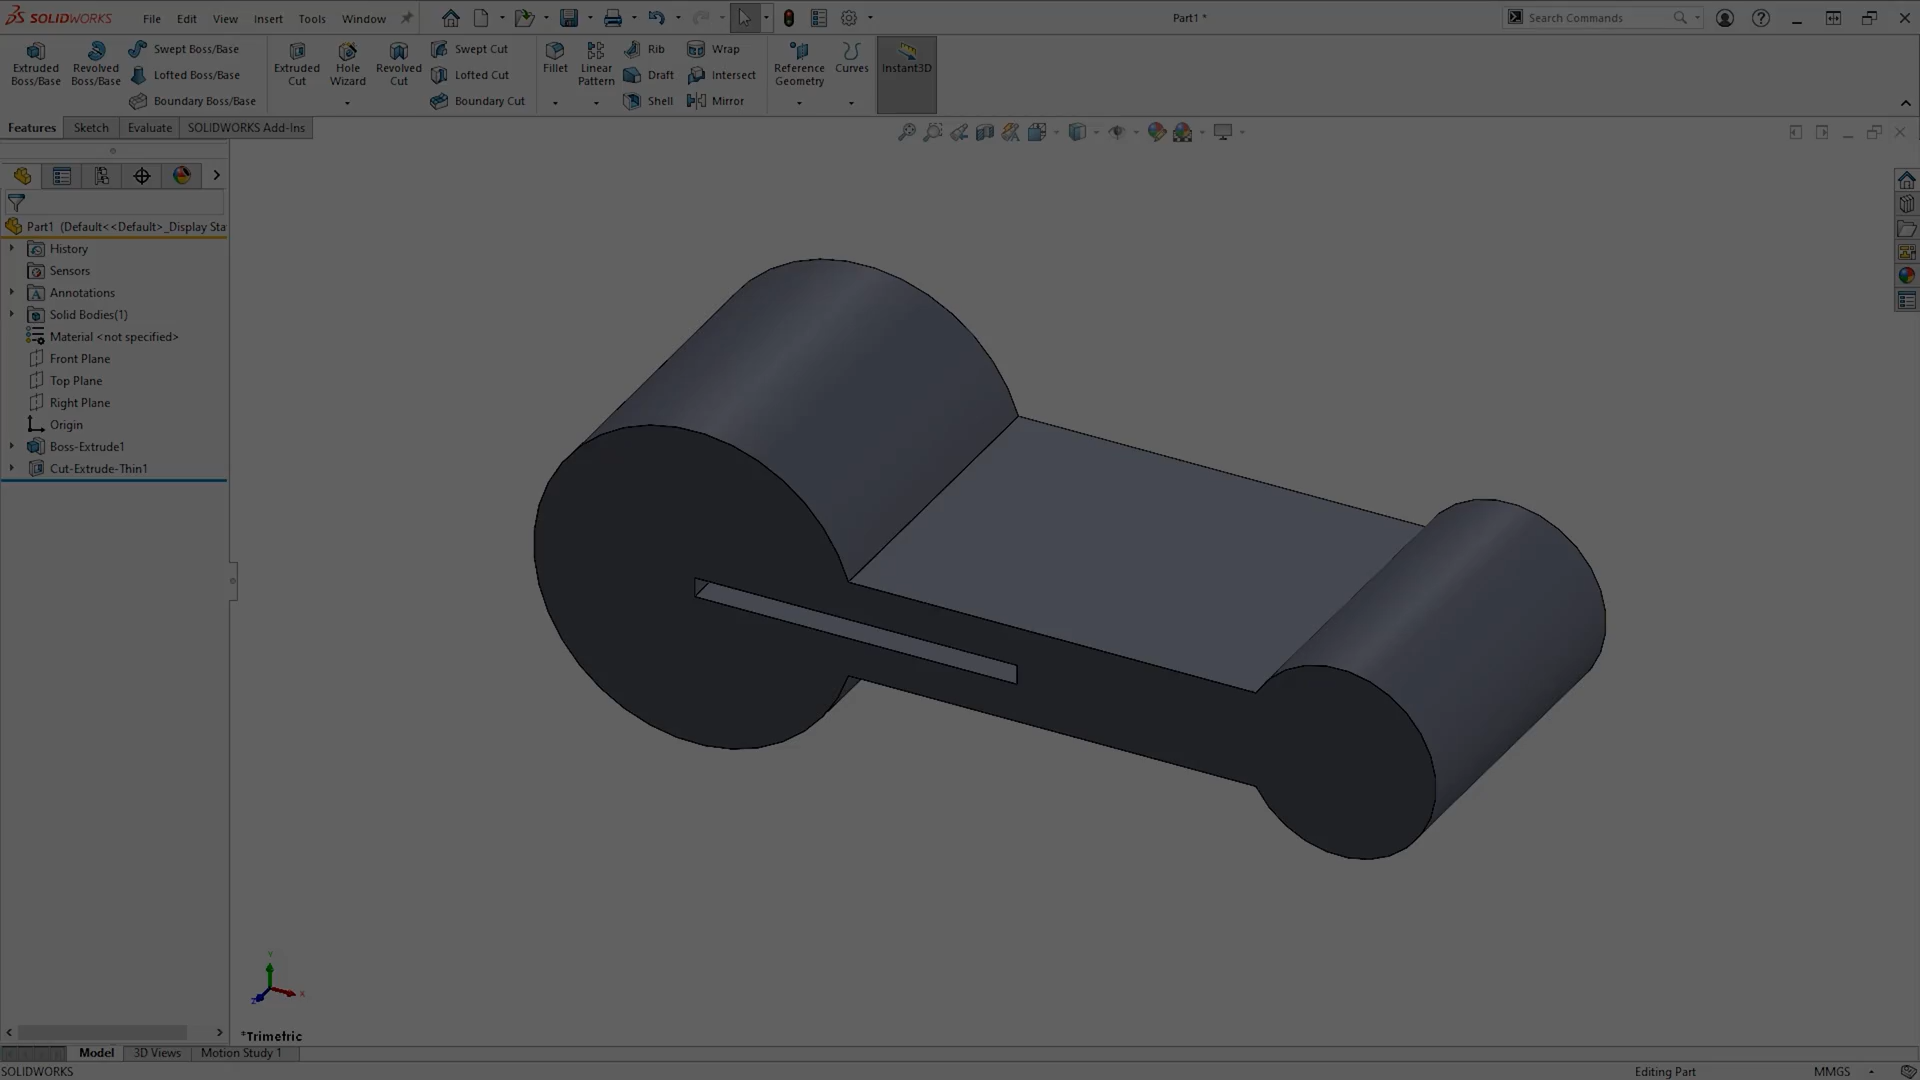 SOLIDWORKS File Edit View Insert Tools Window Part1 * Search Commands
Extruded Boss/Base Revolved Boss/Base Swept Boss/Base Extruded Cut Hole Wizard Revolved Cut Swept Cut Fillet Linear Pattern Rib Wrap Reference Geometry Curves Instant3D
Lofted Boss/Base Lofted Cut Draft Intersect
Boundary Boss/Base Boundary Cut Shell Mirror
Features Sketch Evaluate SOLIDWORKS Add-Ins
Part1 (Default<<Default>_Display Sta
History
Sensors
Annotations
Solid Bodies(1)
Material <not specified>
Front Plane
Top Plane
Right Plane
Origin
Boss-Extrude1
Cut-Extrude-Thin1
Y
X
Z
*Trimetric
Model 3D Views Motion Study 1
SOLIDWORKS Editing Part MMGS